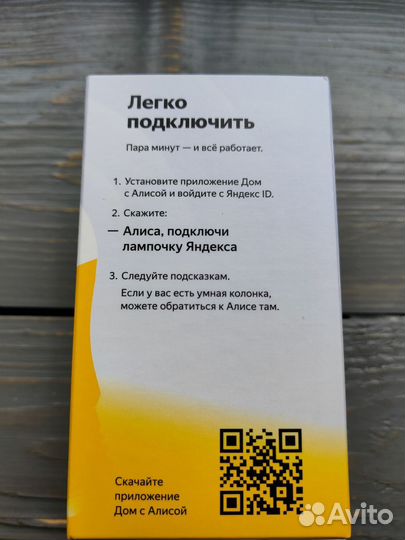 Легко
подключить
Пара минут — и всё работает.
1. Установите приложение Дом
с Алисой и войдите с Яндекс ID.
2. Скажите:
— Алиса, подключи
лампочку Яндекса
3. Следуйте подсказкам.
Если у вас есть умная колонка,
можете обратиться к Алисе там.
Скачайте
приложение
Дом с Алисой
Avito